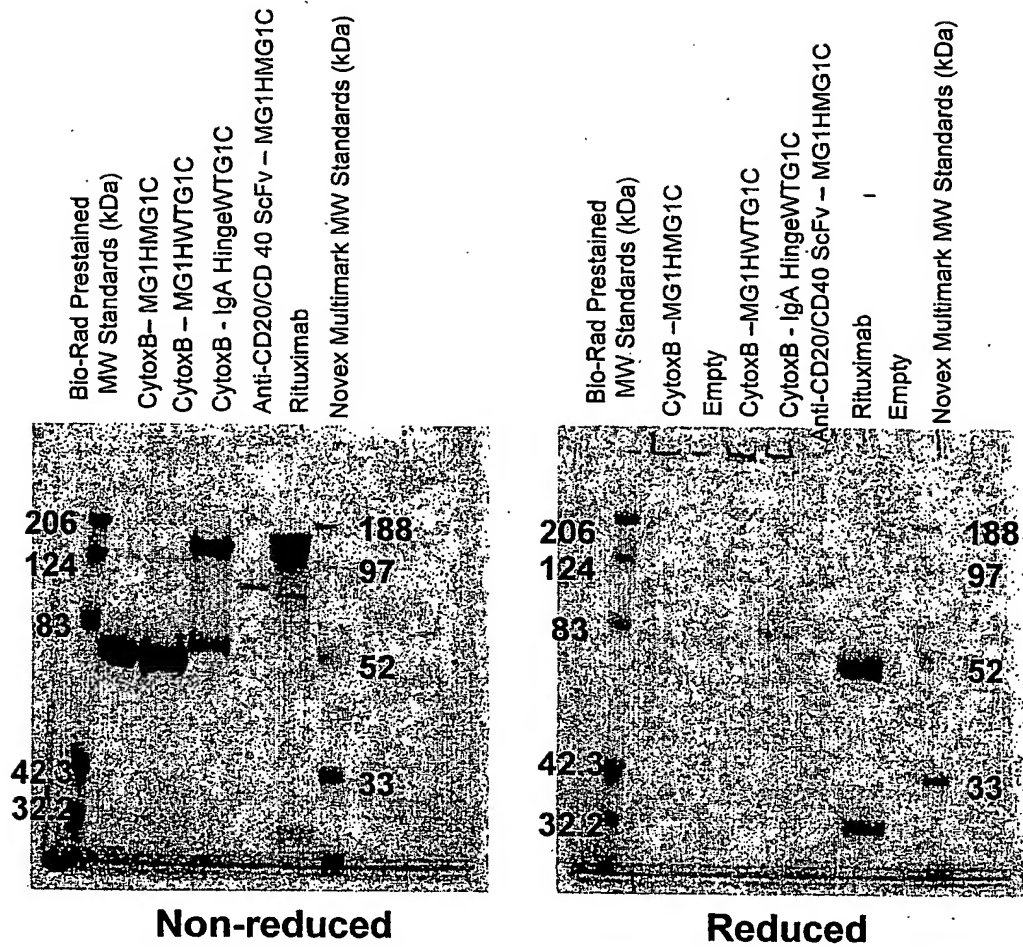 Bio-Rad Prestained
MW Standards (kDa)
CytoxB– MG1HMG1C
CytoxB – MG1HWTG1C
CytoxB - IgA HingeWTG1C
Anti-CD20/CD 40 ScFv – MG1HMG1C
Rituximab
Novex Multimark MW Standards (kDa)
206
124
83
42.3
32.2
188
97
52
33
Non-reduced
Bio-Rad Prestained
MW Standards (kDa)
CytoxB –MG1HMG1C
Empty
CytoxB –MG1HWTG1C
CytoxB - IgA HingeWTG1C
Anti-CD20/CD40 ScFv – MG1HMG1C
Rituximab
Empty
Novex Multimark MW Standards (kDa)
206
124
83
42.3
32.2
188
97
52
33
Reduced